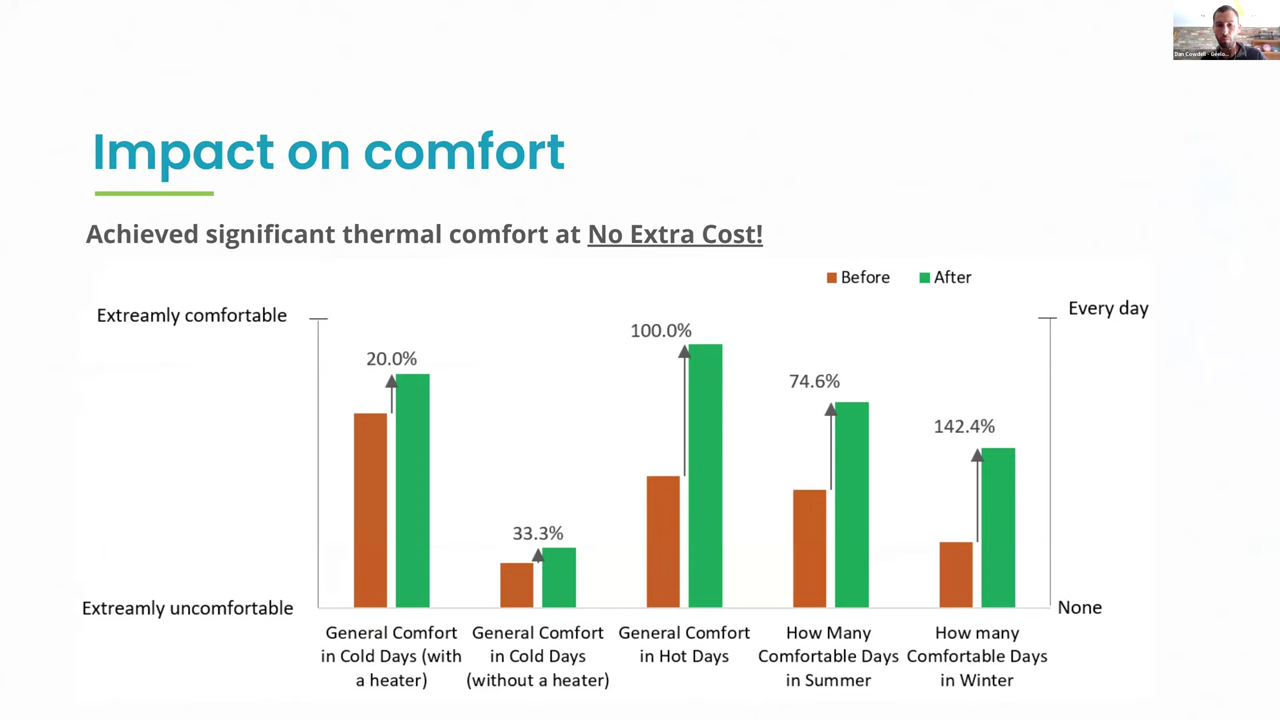 Dan Cowdell - Geelo...
Impact on comfort
Achieved significant thermal comfort at No Extra Cost!
Before
After
Extreamly comfortable
Every day
20.0%
33.3%
100.0%
74.6%
142.4%
Extreamly uncomfortable
None
General Comfort
in Cold Days (with
a heater)
General Comfort
in Cold Days
(without a heater)
General Comfort
in Hot Days
How Many
Comfortable Days
in Summer
How many
Comfortable Days
in Winter